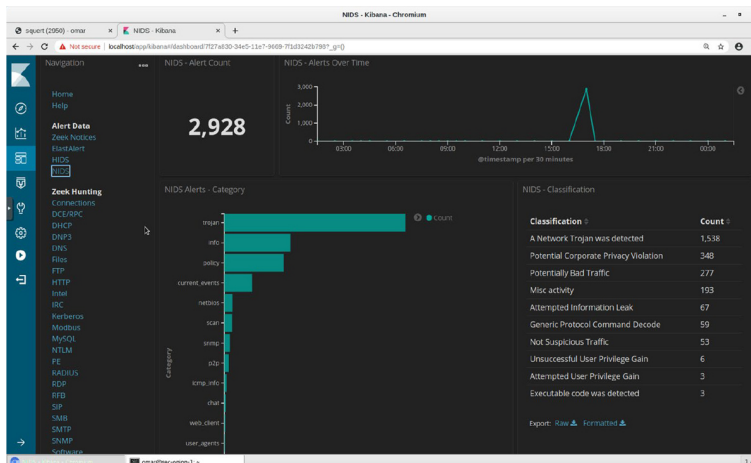 NIDS - Kibana - Chromium
squert (2950) - omar
NIDS - Kibana
Not secure
localhost/app/kibana#/dashboard/7f27a830-34e5-11e7-9669-7f1d3242b798?_g=()
Navigation
Home
Help
Alert Data
Zeek Notices
ElastAlert
HIDS
NIDS
Zeek Hunting
Connections
DCE/RPC
DHCP
DNP3
DNS
Files
FTP
HTTP
Intel
IRC
Kerberos
Modbus
MySQL
NTLM
PE
RADIUS
RDP
RFB
SIP
SMB
SMTP
SNMP
Software
NIDS - Alert Count
2,928
NIDS - Alerts Over Time
Count
3,000
2,000
1,000
0
03:00 06:00 09:00 12:00 15:00 18:00 21:00 00:00
@timestamp per 30 minutes
NIDS Alerts - Category
Count
Category
trojan
info
policy
current_events
netbios
scan
snmp
p2p
icmp_info
chat
web_client
user_agents
NIDS - Classification
Classification Count
A Network Trojan was detected 1,538
Potential Corporate Privacy Violation 348
Potentially Bad Traffic 277
Misc activity 193
Attempted Information Leak 67
Generic Protocol Command Decode 59
Not Suspicious Traffic 53
Unsuccessful User Privilege Gain 6
Attempted User Privilege Gain 3
Executable code was detected 3
Export: Raw Formatted